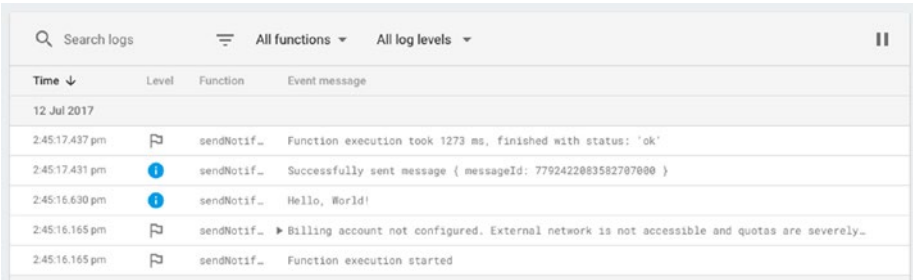 Search logs All functions All log levels
Time Level Function Event message
12 Jul 2017
2:45:17.437 pm sendNotif… Function execution took 1273 ms, finished with status: 'ok'
2:45:17.431 pm sendNotif… Successfully sent message { messageId: 7792422083582707000 }
2:45:16.630 pm sendNotif… Hello, World!
2:45:16.165 pm sendNotif… Billing account not configured. External network is not accessible and quotas are severely…
2:45:16.165 pm sendNotif… Function execution started